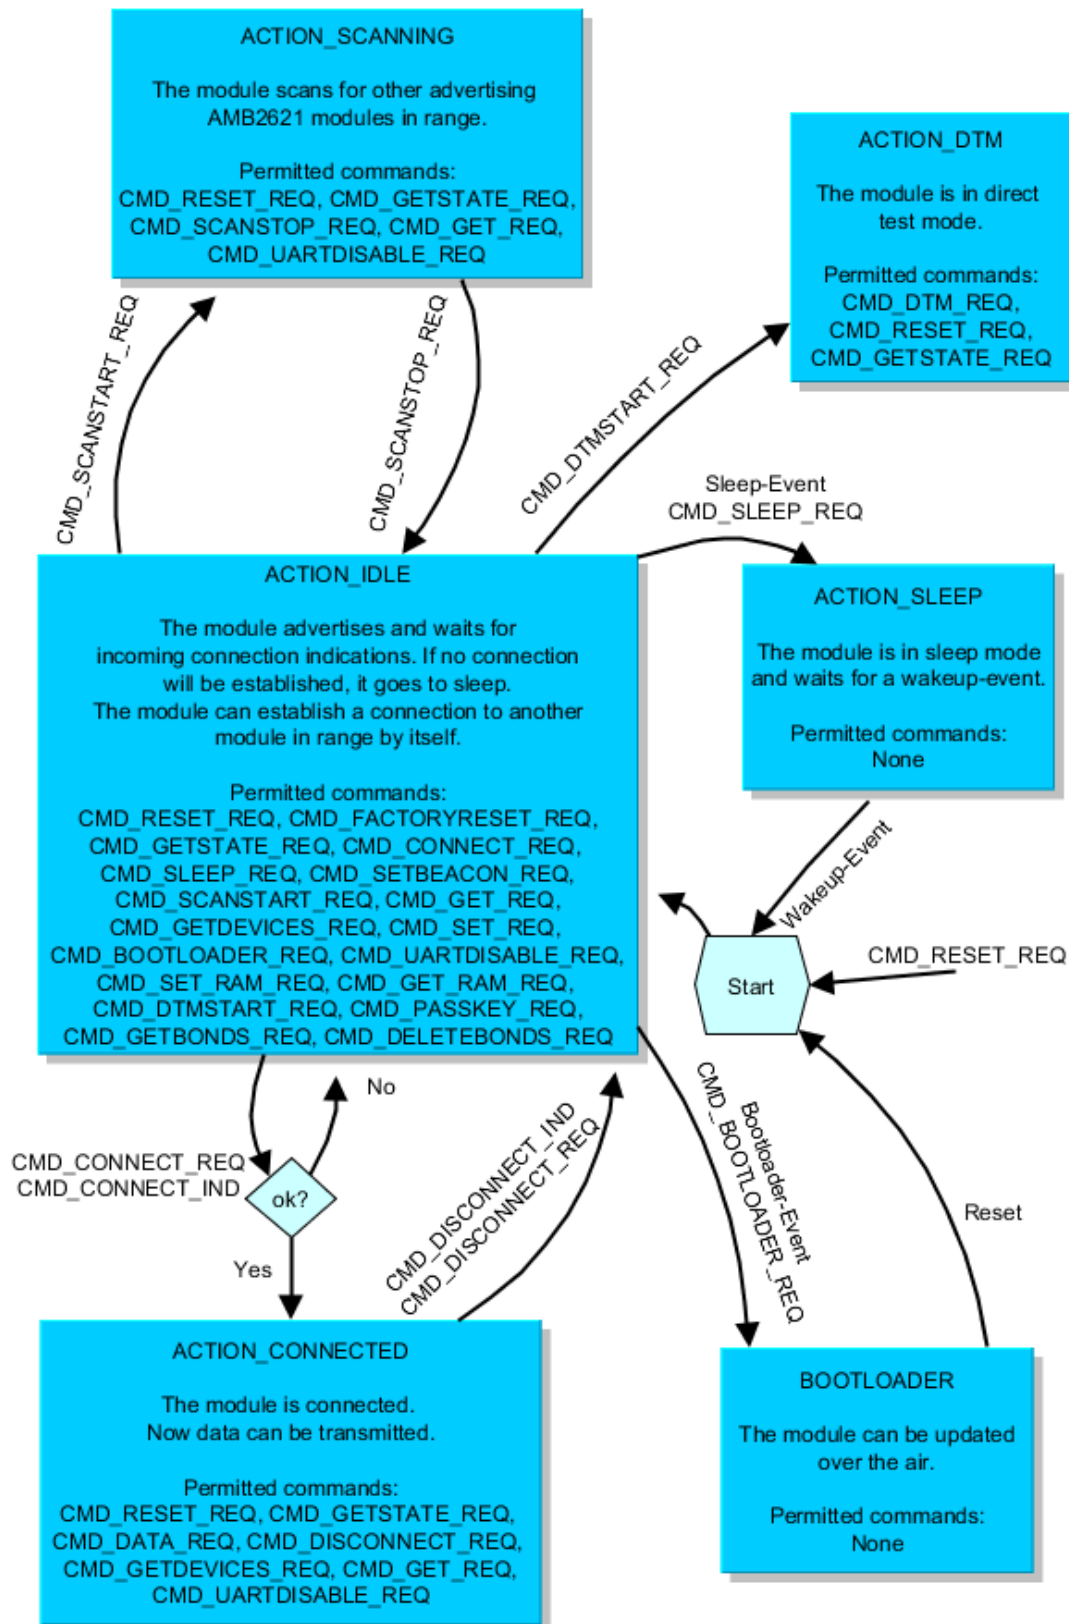 ACTION_SCANNING
The module scans for other advertising
AMB2621 modules in range.
Permitted commands:
CMD_RESET_REQ, CMD_GETSTATE_REQ,
CMD_SCANSTOP_REQ, CMD_GET_REQ,
CMD_UARTDISABLE_REQ
ACTION_DTM
The module is in direct
test mode.
Permitted commands:
CMD_DTM_REQ,
CMD_RESET_REQ,
CMD_GETSTATE_REQ
CMD_SCANSTART_REQ
CMD_SCANSTOP_REQ
CMD_DTMSTART_REQ
Sleep-Event
CMD_SLEEP_REQ
ACTION_IDLE
The module advertises and waits for
incoming connection indications. If no connection
will be established, it goes to sleep.
The module can establish a connection to another
module in range by itself.
Permitted commands:
CMD_RESET_REQ, CMD_FACTORYRESET_REQ,
CMD_GETSTATE_REQ, CMD_CONNECT_REQ,
CMD_SLEEP_REQ, CMD_SETBEACON_REQ,
CMD_SCANSTART_REQ, CMD_GET_REQ,
CMD_GETDEVICES_REQ, CMD_SET_REQ,
CMD_BOOTLOADER_REQ, CMD_UARTDISABLE_REQ,
CMD_SET_RAM_REQ, CMD_GET_RAM_REQ,
CMD_DTMSTART_REQ, CMD_PASSKEY_REQ,
CMD_GETBONDS_REQ, CMD_DELETEBONDS_REQ
ACTION_SLEEP
The module is in sleep mode
and waits for a wakeup-event.
Permitted commands:
None
Wakeup-Event
CMD_RESET_REQ
Start
No
CMD_CONNECT_REQ
CMD_CONNECT_IND
ok?
Yes
CMD_DISCONNECT_IND
CMD_DISCONNECT_REQ
Bootloader-Event
CMD_BOOTLOADER_REQ
Reset
ACTION_CONNECTED
The module is connected.
Now data can be transmitted.
Permitted commands:
CMD_RESET_REQ, CMD_GETSTATE_REQ,
CMD_DATA_REQ, CMD_DISCONNECT_REQ,
CMD_GETDEVICES_REQ, CMD_GET_REQ,
CMD_UARTDISABLE_REQ
BOOTLOADER
The module can be updated
over the air.
Permitted commands:
None